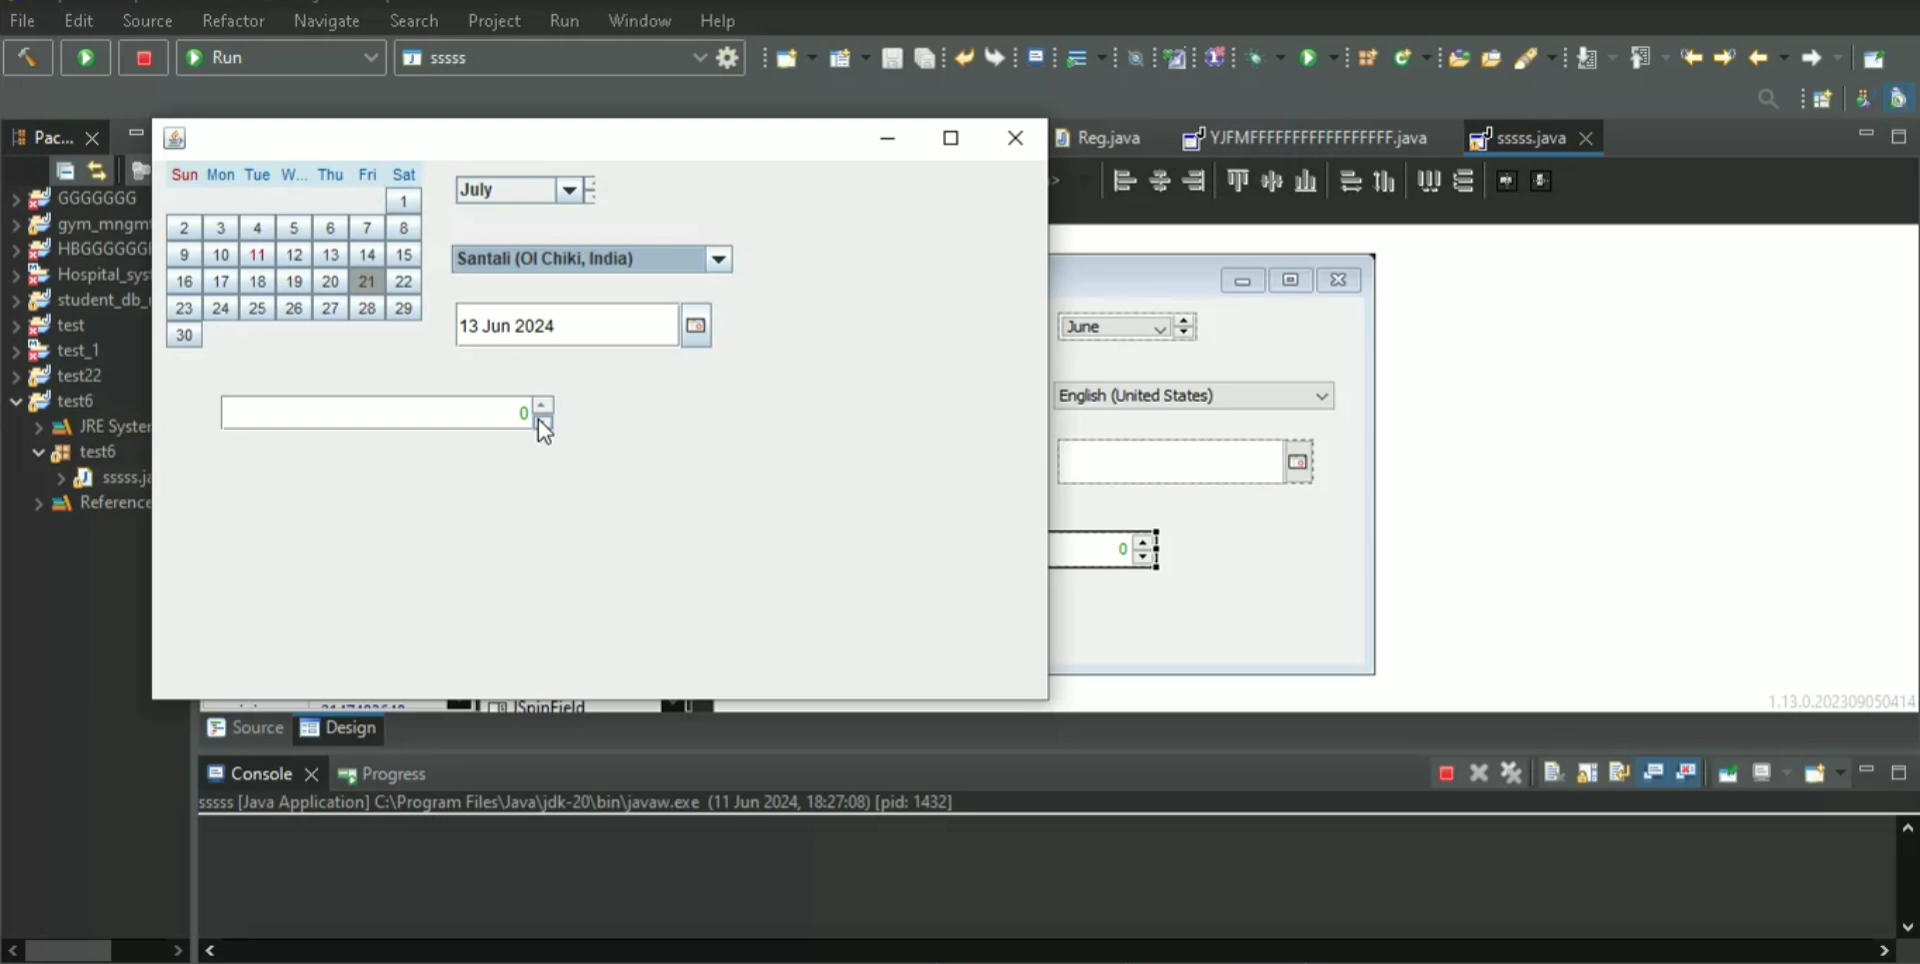 File Edit Source Refactor Navigate Search Project Run Window Help
Run sssss
Pac...
Reg.java YJFMFFFFFFFFFFFFFFFFFF.java sssss.java
GGGGGGG
gym_mngm
HBGGGGGG
Hospital_sys
student_db_
test
test_1
test22
test6
JRE System
test6
sssss.ja
Reference
Sun Mon Tue W... Thu Fri Sat
1
2 3 4 5 6 7 8
9 10 11 12 13 14 15
16 17 18 19 20 21 22
23 24 25 26 27 28 29
30
July
Santali (Ol Chiki, India)
13 Jun 2024
0
June
English (United States)
0
JSpinField
1.13.0.202309050414
Source Design
Console Progress
sssss [Java Application] C:\Program Files\Java\jdk-20\bin\javaw.exe (11 Jun 2024, 18:27:08) [pid: 1432]